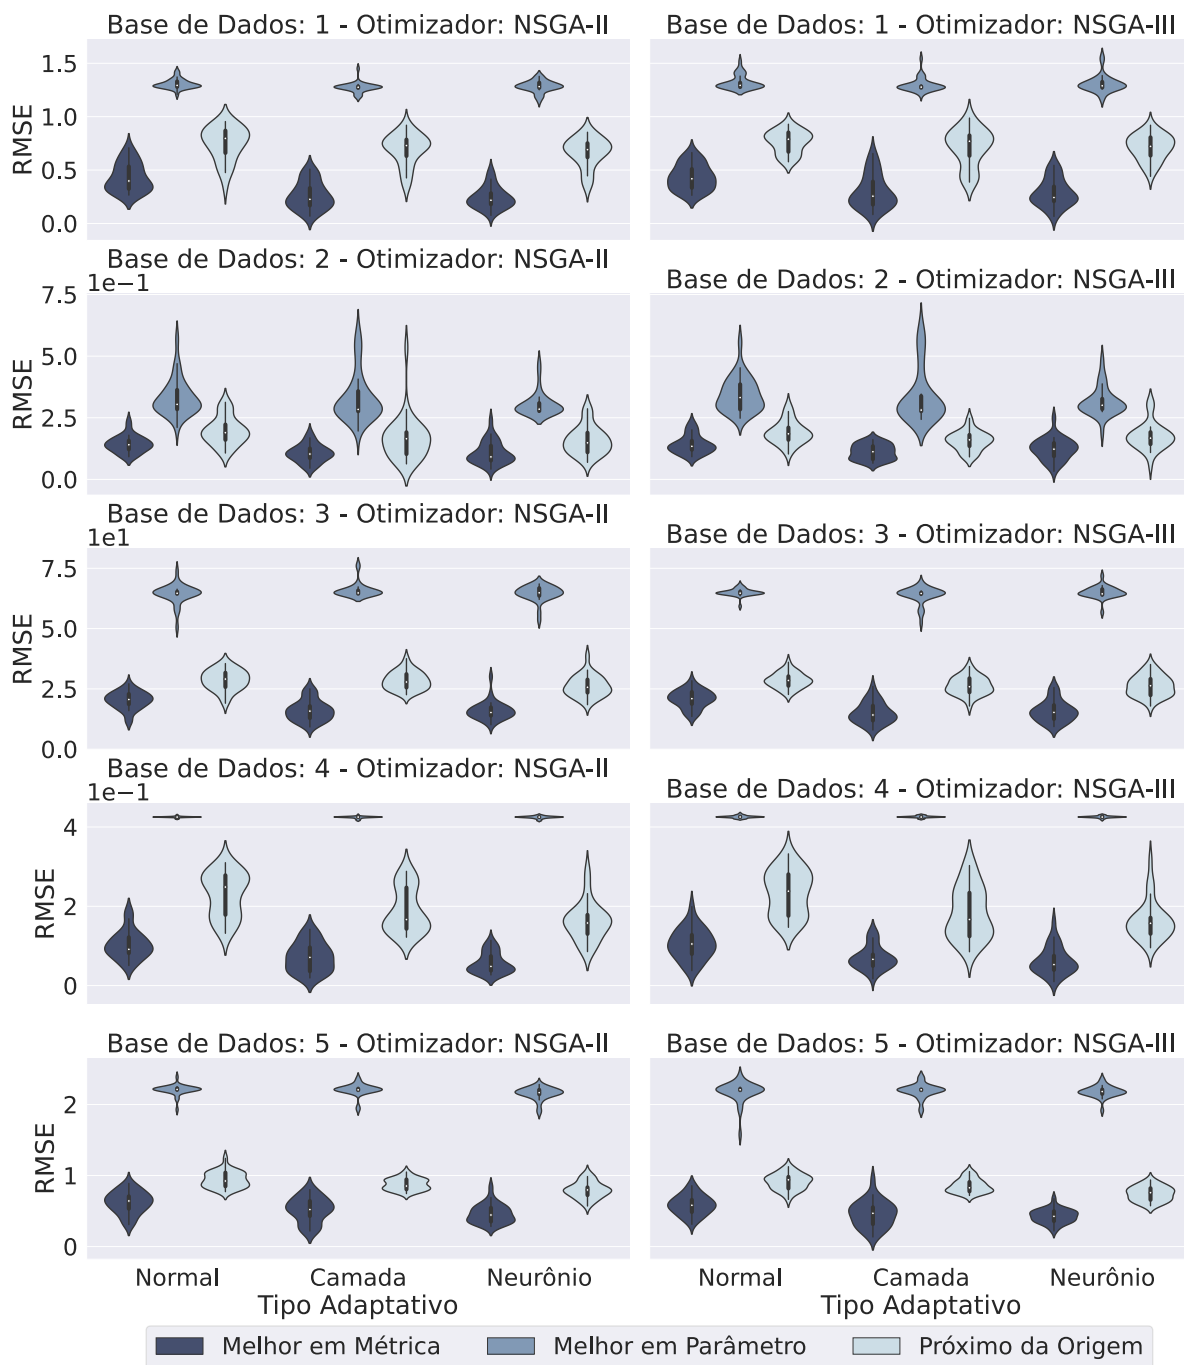 Base de Dados: 1 - Otimizador: NSGA-II
Base de Dados: 1 - Otimizador: NSGA-III
RMSE
1.5
1.0
0.5
0.0
Base de Dados: 2 - Otimizador: NSGA-II
Base de Dados: 2 - Otimizador: NSGA-III
1e−1
RMSE
7.5
5.0
2.5
0.0
Base de Dados: 3 - Otimizador: NSGA-II
Base de Dados: 3 - Otimizador: NSGA-III
1e1
RMSE
7.5
5.0
2.5
0.0
Base de Dados: 4 - Otimizador: NSGA-II
Base de Dados: 4 - Otimizador: NSGA-III
1e−1
RMSE
4
2
0
Base de Dados: 5 - Otimizador: NSGA-II
Base de Dados: 5 - Otimizador: NSGA-III
RMSE
2
1
0
Normal Camada Neurônio
Tipo Adaptativo
Normal Camada Neurônio
Tipo Adaptativo
Melhor em Métrica Melhor em Parâmetro Próximo da Origem